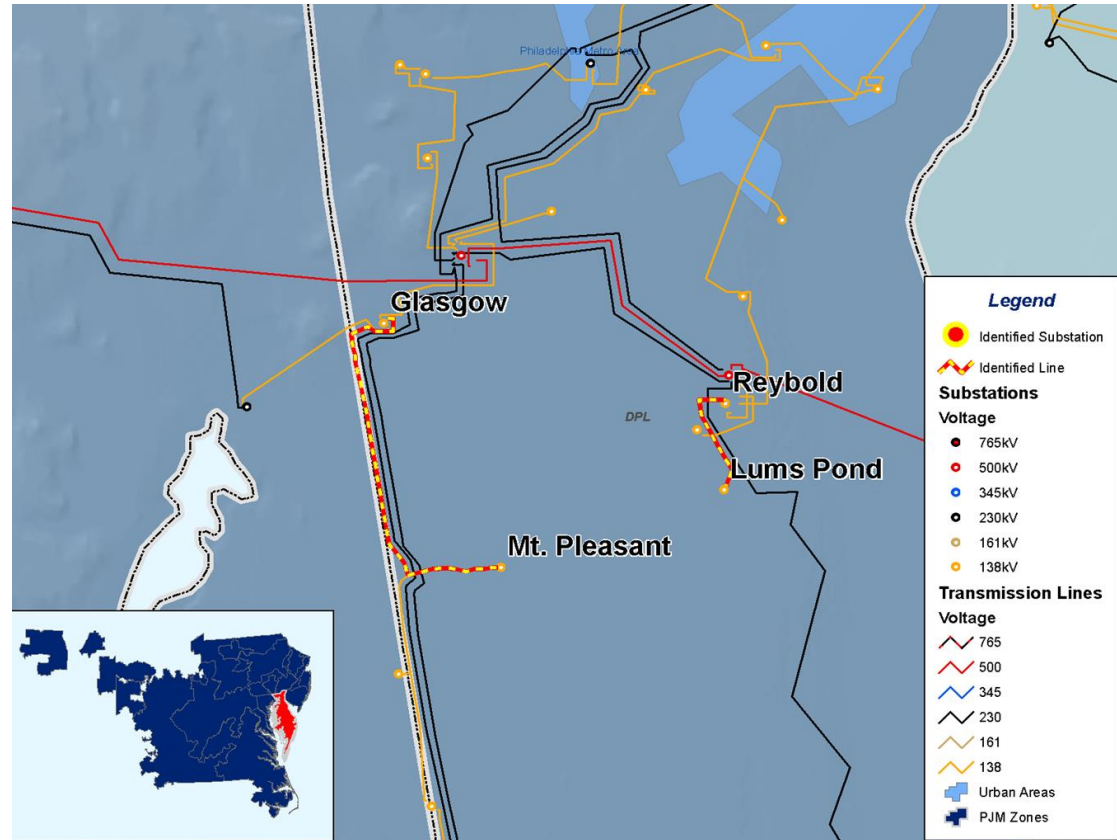 Philadelphia Metro Area
Glasgow
Reybold
DPL
Lums Pond
Mt. Pleasant
Legend
Identified Substation
Identified Line
Substations
Voltage
765kV
500kV
345kV
230kV
161kV
138kV
Transmission Lines
Voltage
765
500
345
230
161
138
Urban Areas
PJM Zones